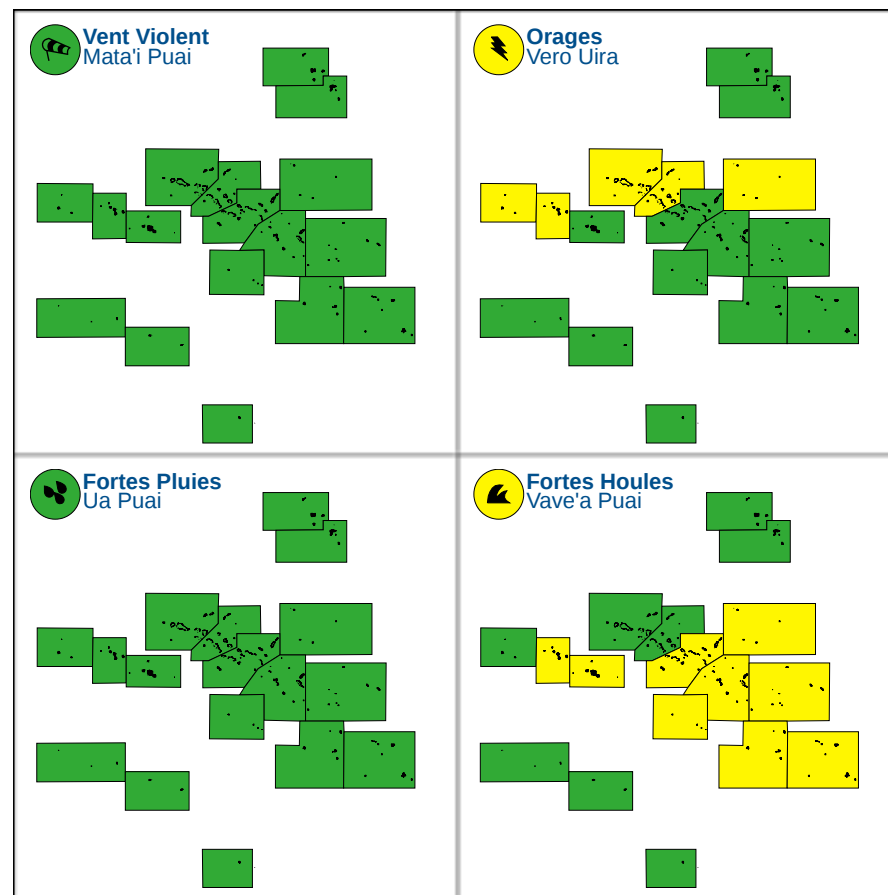 Vent Violent
Mata'i Puai
Orages
Vero Uira
Fortes Pluies
Ua Puai
Fortes Houles
Vave'a Puai